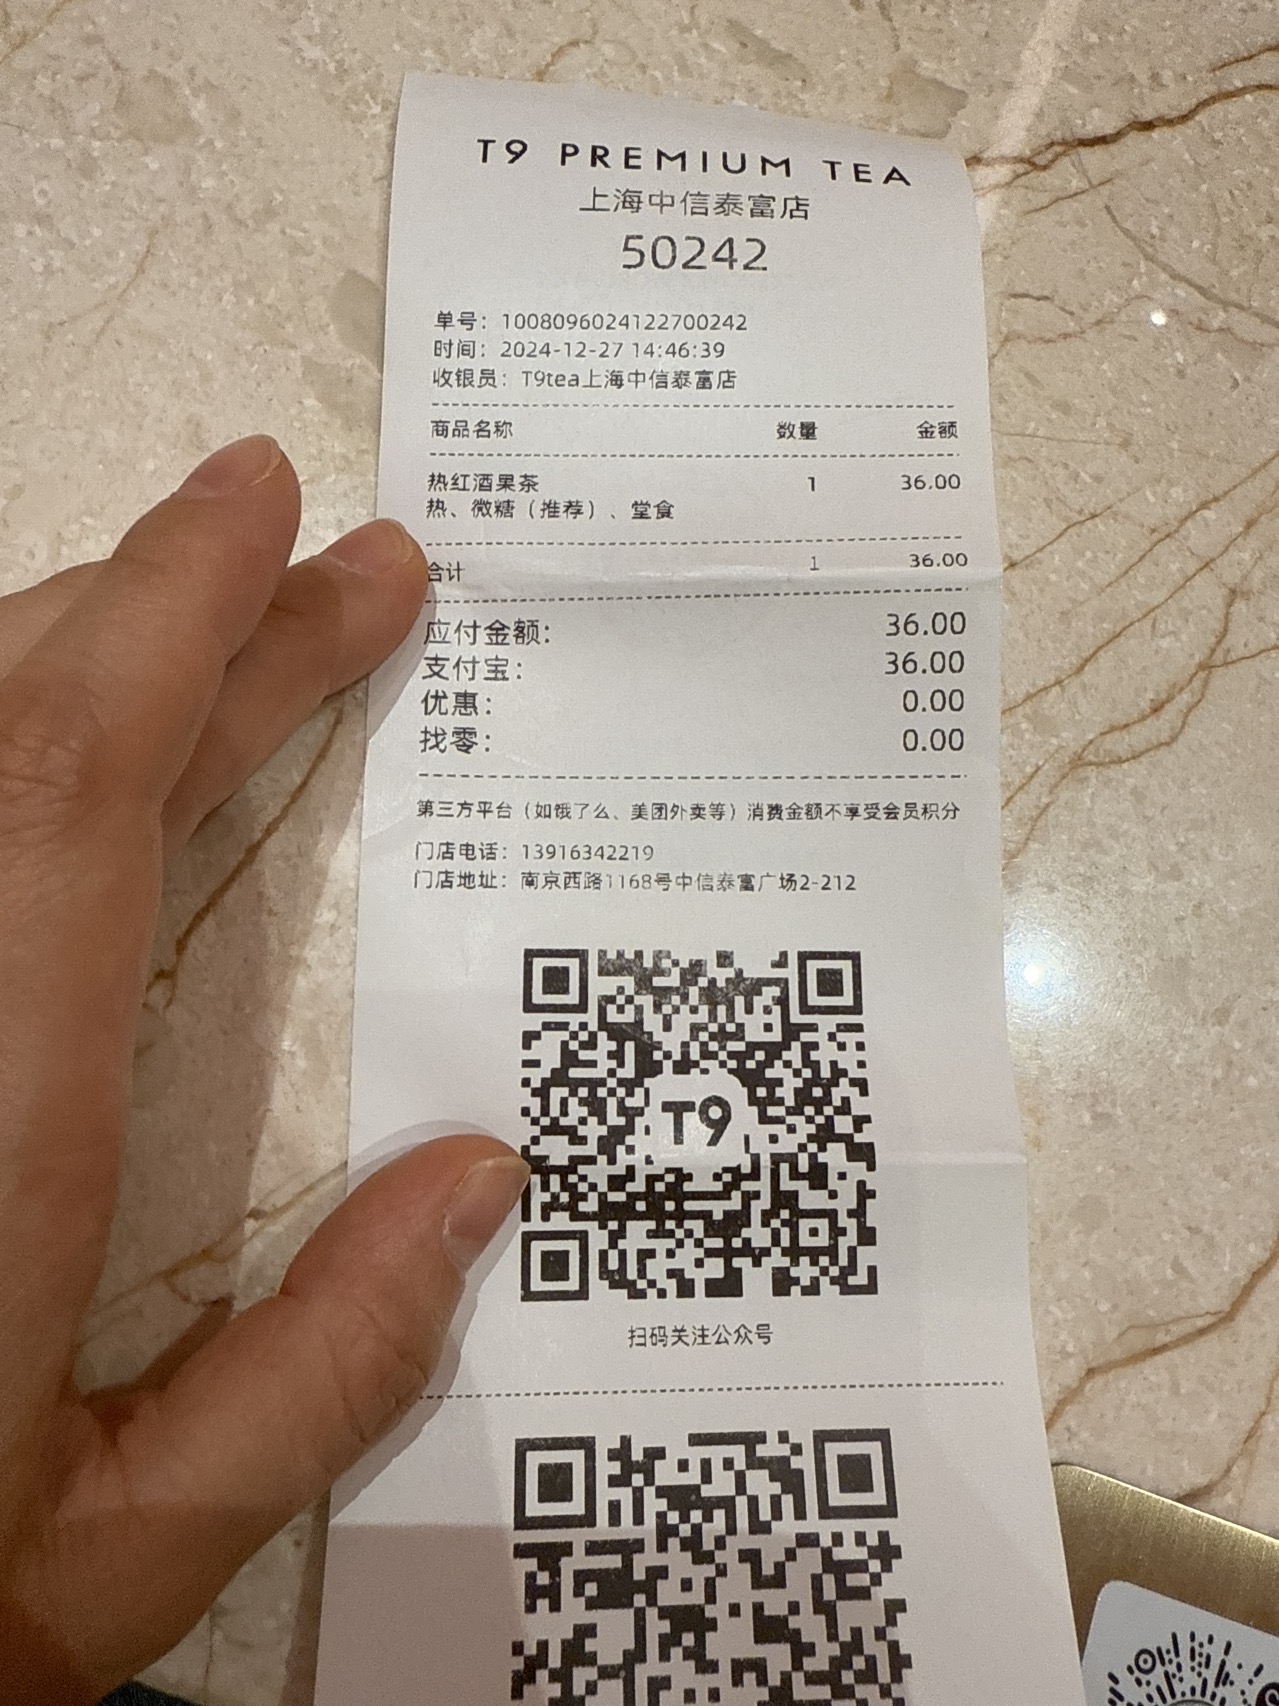 T9 PREMIUM TEA
上海中信泰富店
50242
单号：1008096024122700242
时间：2024-12-27 14:46:39
收银员：T9tea上海中信泰富店
商品名称 数量 金额
热红酒果茶 1 36.00
热、微糖（推荐）、堂食
合计 1 36.00
应付金额： 36.00
支付宝： 36.00
优惠： 0.00
找零： 0.00
第三方平台（如饿了么、美团外卖等）消费金额不享受会员积分
门店电话：13916342219
门店地址：南京西路1168号中信泰富广场2-212
T9
扫码关注公众号